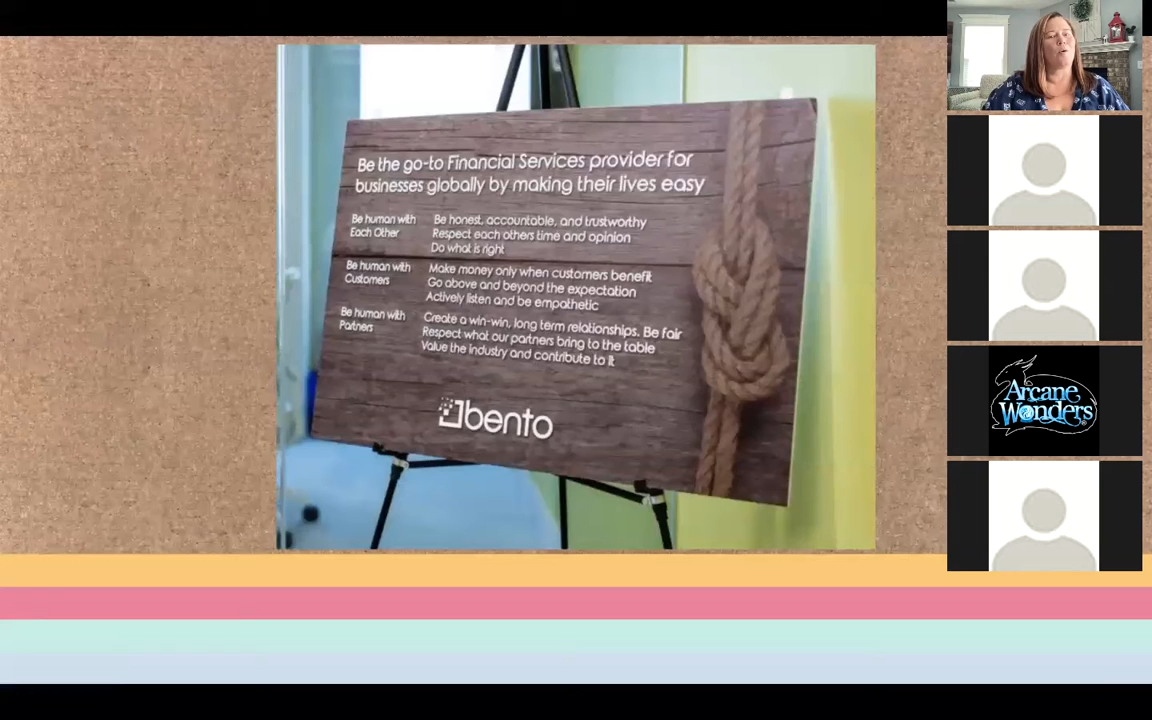 Be the go-to Financial Services provider for
businesses globally by making their lives easy
Be human with
Each Other
Be honest, accountable, and trustworthy
Respect each others time and opinion
Do what is right
Be human with
Customers
Make money only when customers benefit
Go above and beyond the expectation
Actively listen and be empathetic
Be human with
Partners
Create a win-win, long term relationships. Be fair
Respect what our partners bring to the table
Value the industry and contribute to it
bento
Arcane
Wonders